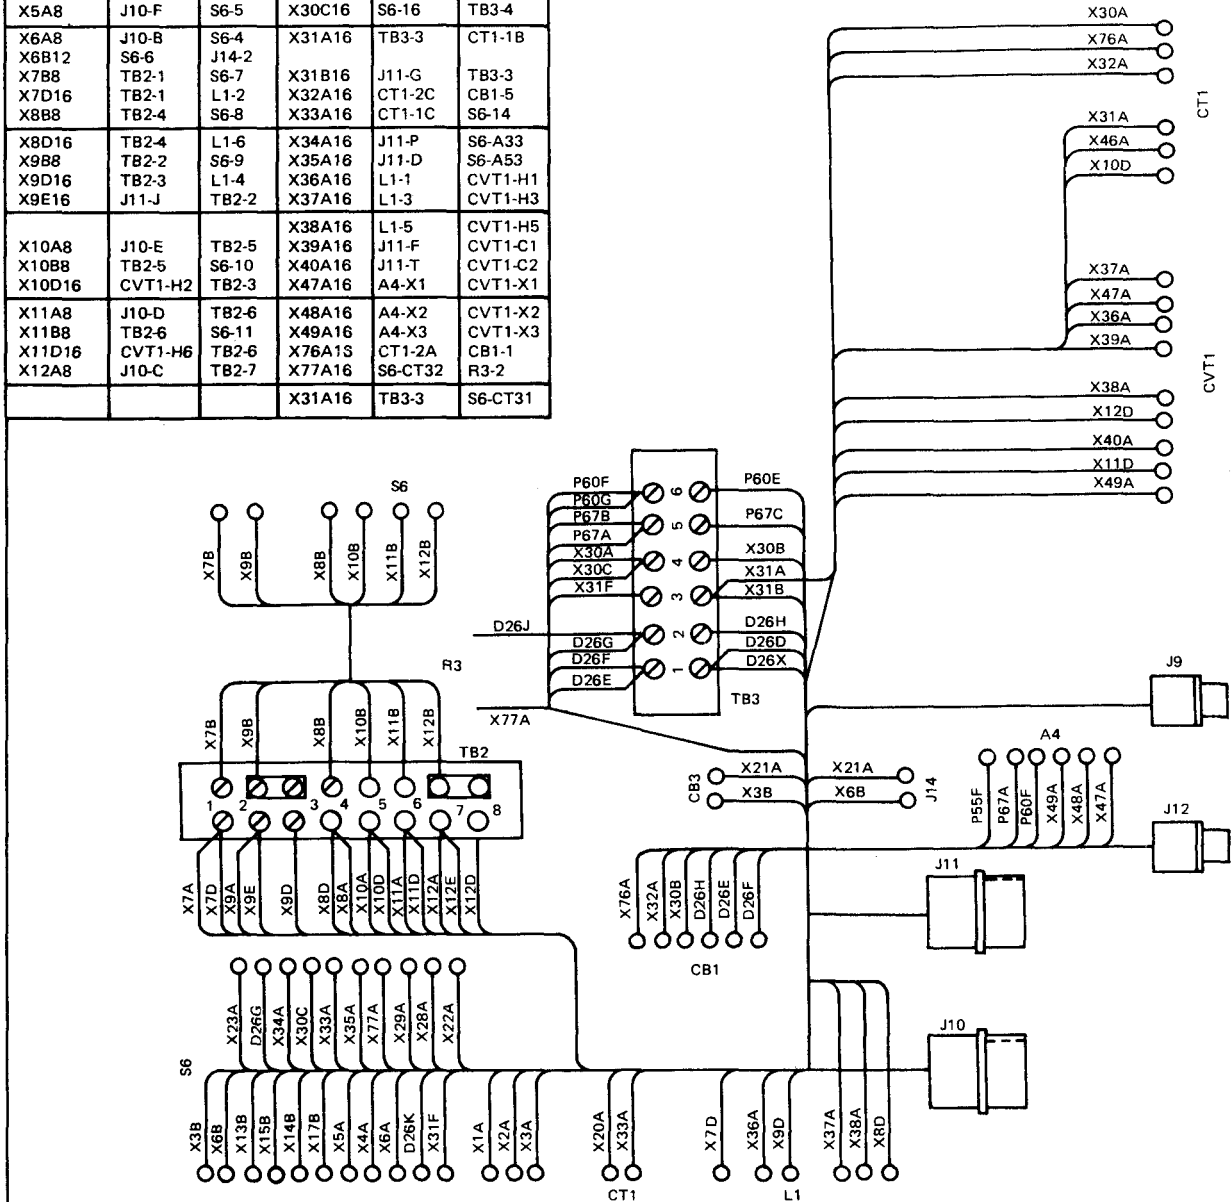 X5A8 J10-F S6-5 X30C16 S6-16 TB3-4
X6A8 J10-B S6-4 X31A16 TB3-3 CT1-1B
X6B12 S6-6 J14-2
X7B8 TB2-1 S6-7 X31B16 J11-G TB3-3
X7D16 TB2-1 L1-2 X32A16 CT1-2C CB1-5
X8B8 TB2-4 S6-8 X33A16 CT1-1C S6-14
X8D16 TB2-4 L1-6 X34A16 J11-P S6-A33
X9B8 TB2-2 S6-9 X35A16 J11-D S6-A53
X9D16 TB2-3 L1-4 X36A16 L1-1 CVT1-H1
X9E16 J11-J TB2-2 X37A16 L1-3 CVT1-H3
X38A16 L1-5 CVT1-H5
X10A8 J10-E TB2-5 X39A16 J11-F CVT1-C1
X10B8 TB2-5 S6-10 X40A16 J11-T CVT1-C2
X10D16 CVT1-H2 TB2-3 X47A16 A4-X1 CVT1-X1
X11A8 J10-D TB2-6 X48A16 A4-X2 CVT1-X2
X11B8 TB2-6 S6-11 X49A16 A4-X3 CVT1-X3
X11D16 CVT1-H6 TB2-6 X76A1S CT1-2A CB1-1
X12A8 J10-C TB2-7 X77A16 S6-CT32 R3-2
X31A16 TB3-3 S6-CT31
X30A
X76A
X32A
CT1
X31A
X46A
X10D
X37A
X47A
X36A
X39A
CVT1
X38A
X12D
X40A
X11D
X49A
S6
X7B X9B X8B X10B X11B X12B
P60F
P60G
P67B
P67A
X30A
X30C
X31F
D26J
D26G
D26F
D26E
X77A
6
5
4
3
2
1
P60E
P67C
X30B
X31A
X31B
D26H
D26D
D26X
TB3
R3
X7B X9B X8B X10B X11B X12B
TB2
1 2 3 4 5 6 7 8
X7A X7D X9A X9E X9D X8D X8A X10A X10D X11A X11D X12A X12E X12D
J9
CB3
X21A X21A
X3B X6B
J14
A4
P55F P67A P60F X49A X48A X47A
J12
X76A X32A X30B D26H D26E D26F
CB1
J11
X23A D26G X34A X30C X33A X35A X77A X29A X28A X22A
J10
S6
X3B X6B X13B X15B X14B X17B X5A X4A X6A D26K X31F X1A X2A X3A X20A X33A X7D X36A X9D X37A X38A X8D
CT1
L1